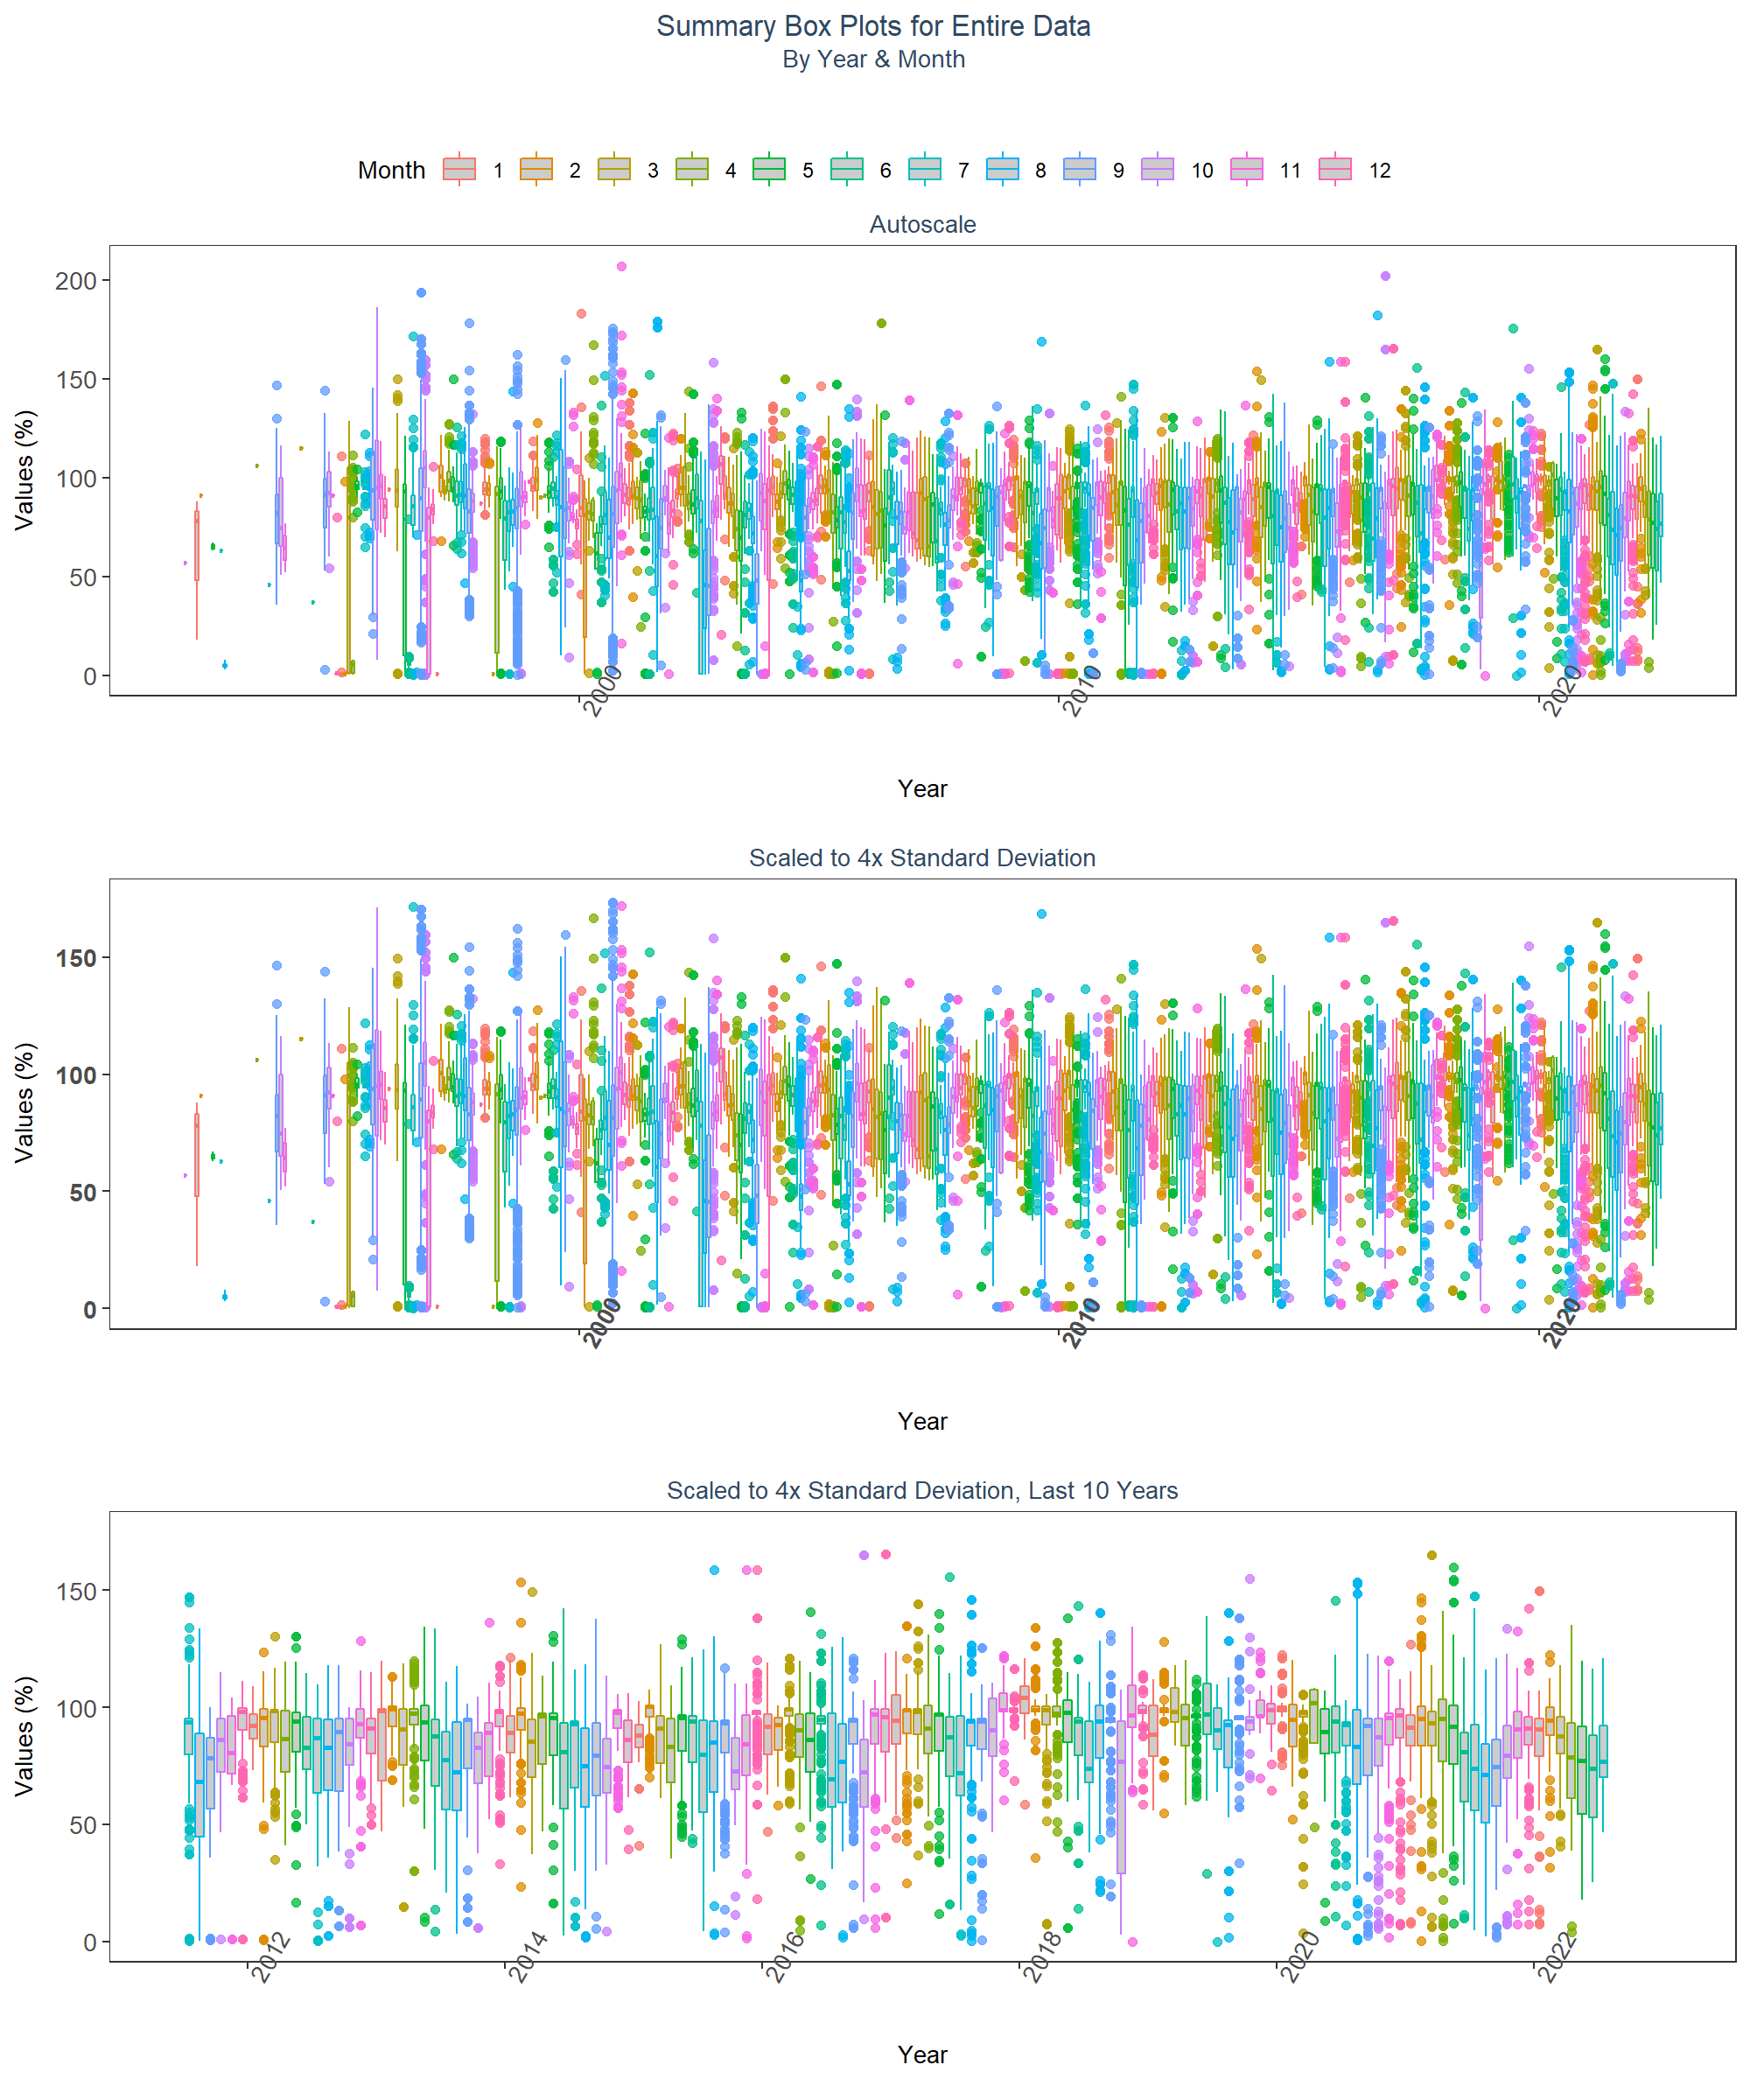 Summary Box Plots for Entire Data
By Year & Month
Month 1 2 3 4 5 6 7 8 9 10 11 12
Autoscale
Values (%)
200
150
100
50
0
2000 2010 2020
Year
Scaled to 4x Standard Deviation
Values (%)
150
100
50
0
2000 2010 2020
Year
Scaled to 4x Standard Deviation, Last 10 Years
Values (%)
150
100
50
0
2012 2014 2016 2018 2020 2022
Year